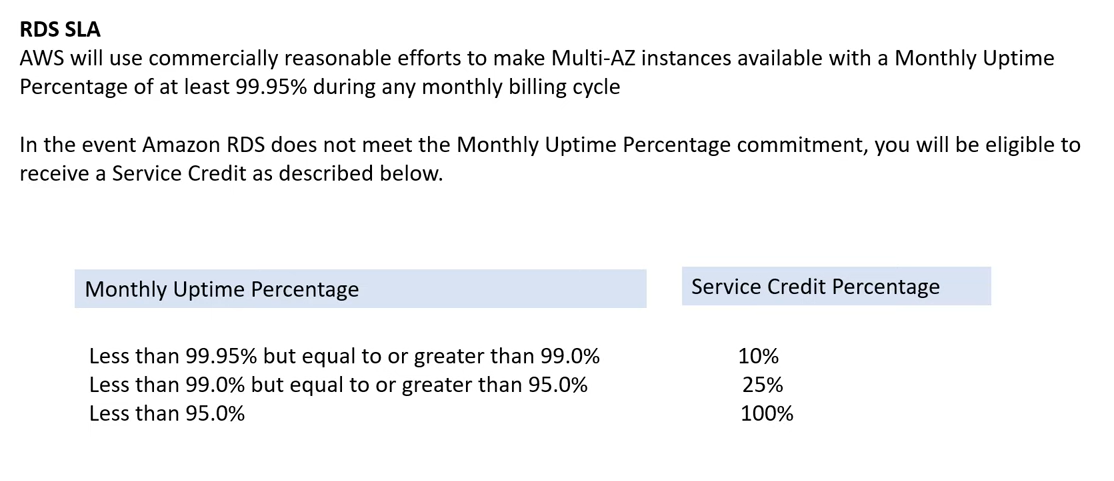 RDS SLA
AWS will use commercially reasonable efforts to make Multi-AZ instances available with a Monthly Uptime
Percentage of at least 99.95% during any monthly billing cycle
In the event Amazon RDS does not meet the Monthly Uptime Percentage commitment, you will be eligible to
receive a Service Credit as described below.
Monthly Uptime Percentage Service Credit Percentage
Less than 99.95% but equal to or greater than 99.0% 10%
Less than 99.0% but equal to or greater than 95.0% 25%
Less than 95.0% 100%